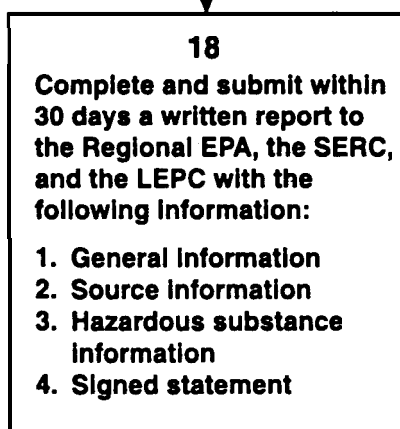 18
Complete and submit within
30 days a written report to
the Regional EPA, the SERC,
and the LEPC with the
following information:
1. General information
2. Source information
3. Hazardous substance
information
4. Signed statement